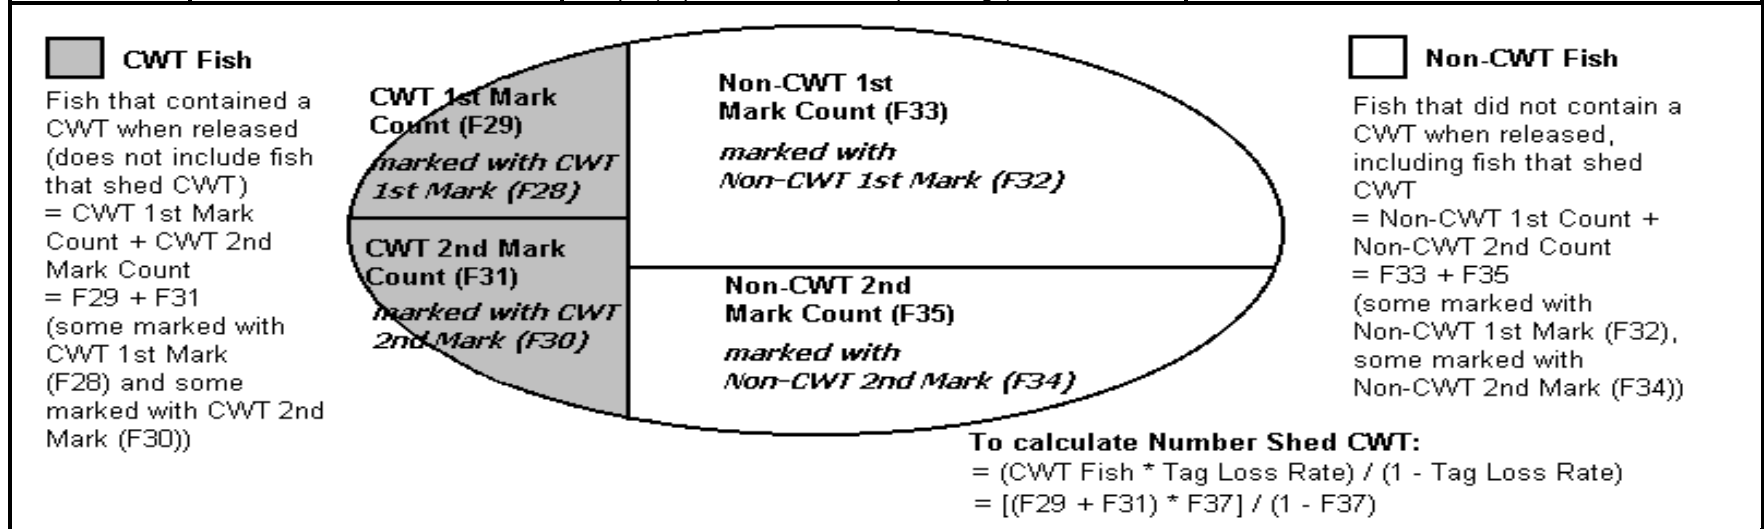 CWT Fish
Fish that contained a
CWT when released
(does not include fish
that shed CWT)
= CWT 1st Mark
Count + CWT 2nd
Mark Count
= F29 + F31
(some marked with
CWT 1st Mark
(F28) and some
marked with CWT 2nd
Mark (F30))
CWT 1st Mark
Count (F29)
marked with CWT
1st Mark (F28)
CWT 2nd Mark
Count (F31)
marked with CWT
2nd Mark (F30)
Non-CWT 1st
Mark Count (F33)
marked with
Non-CWT 1st Mark (F32)
Non-CWT 2nd
Mark Count (F35)
marked with
Non-CWT 2nd Mark (F34)
Non-CWT Fish
Fish that did not contain a
CWT when released,
including fish that shed
CWT
= Non-CWT 1st Count +
Non-CWT 2nd Count
= F33 + F35
(some marked with
Non-CWT 1st Mark (F32),
some marked with
Non-CWT 2nd Mark (F34))
To calculate Number Shed CWT:
= (CWT Fish * Tag Loss Rate) / (1 - Tag Loss Rate)
= [(F29 + F31) * F37] / (1 - F37)